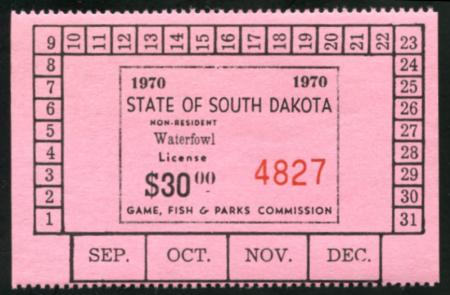 9 10 11 12 13 14 15 16 17 18 19 20 21 22 23
8 24
7 1970 1970 25
6 STATE OF SOUTH DAKOTA 26
5 NON-RESIDENT 27
Waterfowl
4 License 28
3 $30 00 4827 29
2 30
1 GAME, FISH & PARKS COMMISSION 31
SEP. OCT. NOV. DEC.